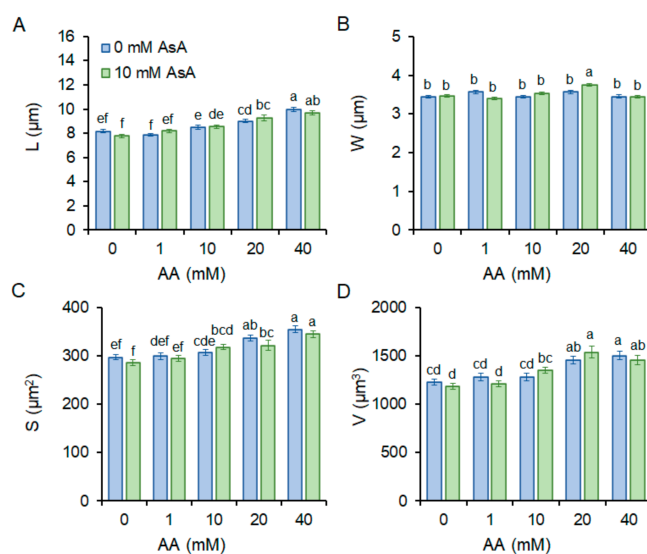 A
16
14
12
10
8
6
4
2
0
L (µm)
0 mM AsA
10 mM AsA
ef f f ef e de cd bc a ab
0 1 10 20 40
AA (mM)
B
5
4
3
2
1
0
W (µm)
b b b b b b b a b b
0 1 10 20 40
AA (mM)
C
400
300
200
100
0
S (µm²)
ef f def ef cde bcd ab bc a a
0 1 10 20 40
AA (mM)
D
2000
1500
1000
500
0
V (µm³)
cd d cd d cd bc ab a a ab
0 1 10 20 40
AA (mM)